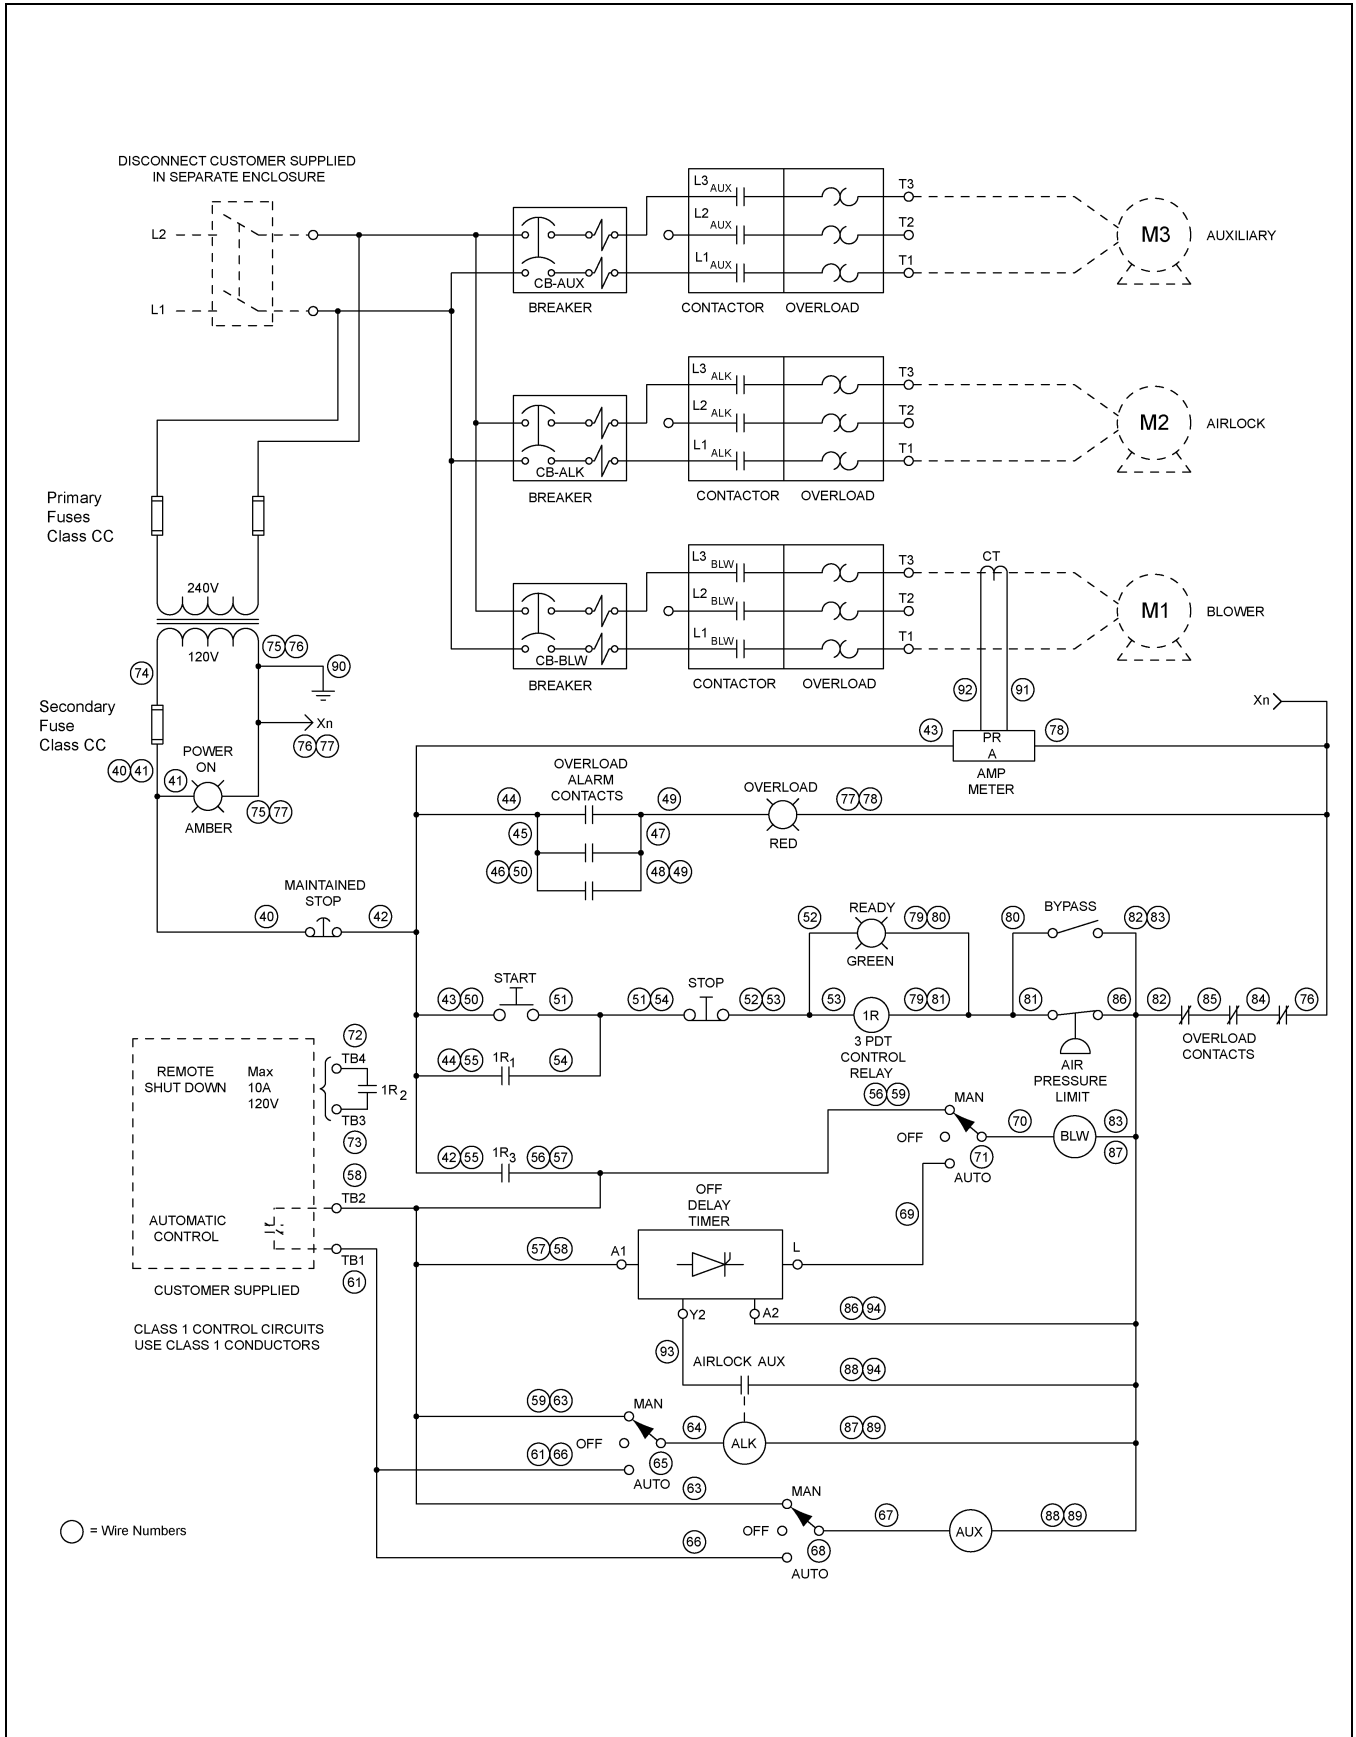 DISCONNECT CUSTOMER SUPPLIED
IN SEPARATE ENCLOSURE
L2
L1
CB-AUX
BREAKER
L3 AUX
L2 AUX
L1 AUX
CONTACTOR
OVERLOAD
T3
T2
T1
M3
AUXILIARY
CB-ALK
BREAKER
L3 ALK
L2 ALK
L1 ALK
CONTACTOR
OVERLOAD
T3
T2
T1
M2
AIRLOCK
CB-BLW
BREAKER
L3 BLW
L2 BLW
L1 BLW
CONTACTOR
OVERLOAD
T3
T2
T1
CT
M1
BLOWER
Primary
Fuses
Class CC
240V
120V
74
75 76
90
Secondary
Fuse
Class CC
Xn
76 77
40 41
41
POWER
ON
AMBER
75 77
92
91
Xn
43
PR
A
78
AMP
METER
OVERLOAD
ALARM
CONTACTS
44
49
45
47
46 50
48 49
OVERLOAD
RED
77 78
MAINTAINED
STOP
40
42
52
READY
GREEN
79 80
80
BYPASS
82 83
START
43 50
51
51 54
STOP
52 53
53
1R
79 81
81
86
82
85
84
76
3 PDT
CONTROL
RELAY
AIR
PRESSURE
LIMIT
OVERLOAD
CONTACTS
44 55
1R1
54
REMOTE
SHUT DOWN
Max
10A
120V
72
TB4
1R2
TB3
73
58
TB2
AUTOMATIC
CONTROL
TB1
61
CUSTOMER SUPPLIED
CLASS 1 CONTROL CIRCUITS
USE CLASS 1 CONDUCTORS
42 55
1R3
56 57
56 59
MAN
OFF
AUTO
71
70
BLW
83
87
69
OFF
DELAY
TIMER
57 58
A1
L
Y2
A2
86 94
93
AIRLOCK AUX
88 94
59 63
MAN
OFF
61 66
AUTO
65
64
ALK
87 89
63
MAN
OFF
66
AUTO
68
67
AUX
88 89
= Wire Numbers